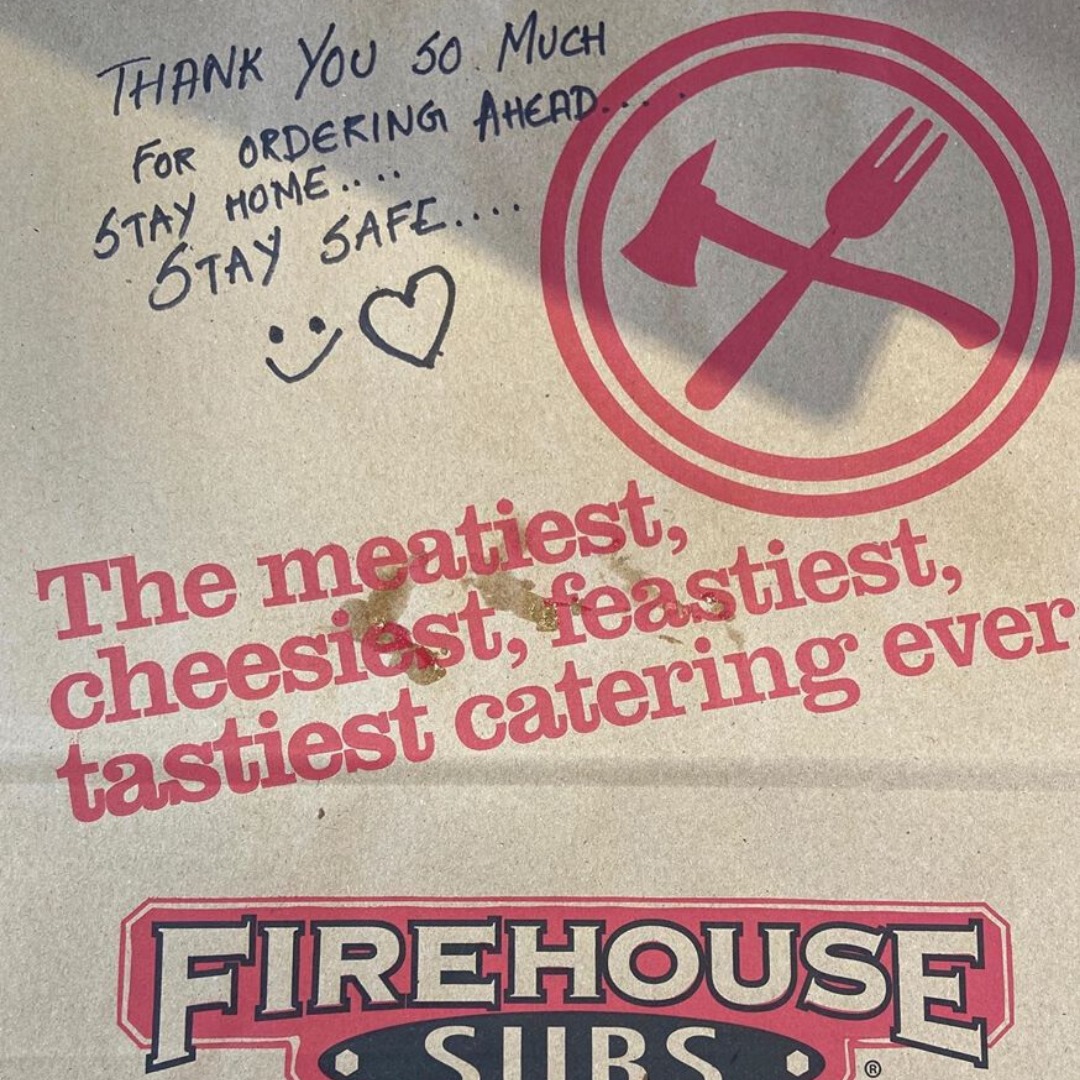 THANK YOU SO MUCH
FOR ORDERING AHEAD....
STAY HOME....
STAY SAFE....
The meatiest,
cheesiest, feastiest,
tastiest catering ever
FIREHOUSE
SUBS
®